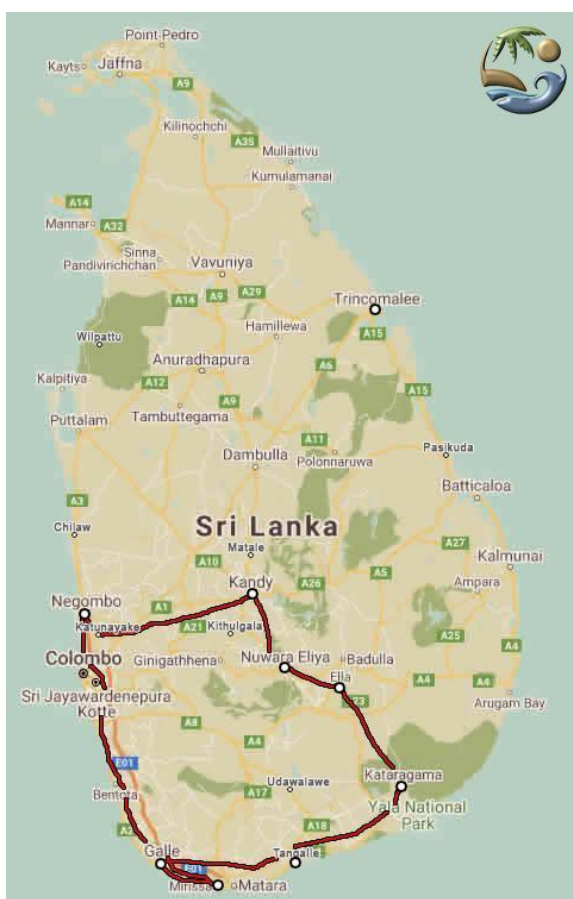 Point Pedro
Kayts
Jaffna
A9
Kilinochchi
A35
Mullaitivu
Kumulamanai
A14
Mannar
A32
Sinna
Pandivirichchan
Vavuniya
A14
A9
A29
Trincomalee
Hamillewa
A15
Wilpattu
Anuradhapura
A6
Kalpitiya
A12
A9
A15
Puttalam
Tambuttegama
A11
Pasikuda
Dambulla
Polonnaruwa
Batticaloa
A3
Sri Lanka
Chilaw
Matale
A27
A10
Kalmunai
Kandy
A26
A5
Ampara
Negombo
A1
Katunayake
A21
Kithulgala
A25
Colombo
Ginigathhena
Nuwara Eliya
Badulla
Ella
A4
A4
Sri Jayawardenepura
Kotte
A23
Arugam Bay
A8
A4
E01
Kataragama
Bentota
A17
Udawalawe
Yala National
Park
A2
A18
Galle
Tangalle
E01
Mirissa
Matara